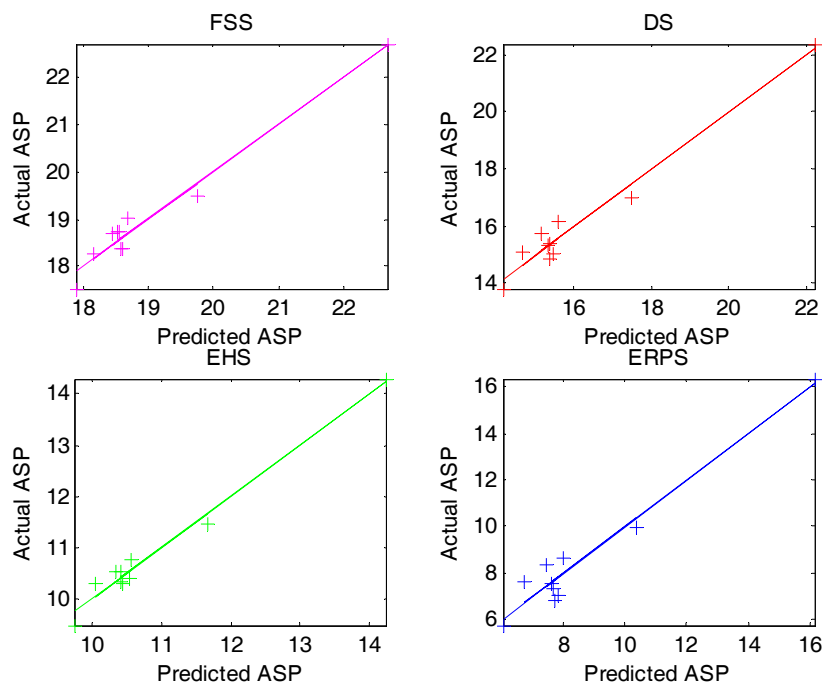 FSS
DS
22
21
20
19
18
Actual ASP
18 19 20 21 22
Predicted ASP
22
20
18
16
14
Actual ASP
16 18 20 22
Predicted ASP
EHS
ERPS
14
13
12
11
10
Actual ASP
10 11 12 13 14
Predicted ASP
16
14
12
10
8
6
Actual ASP
8 10 12 14 16
Predicted ASP